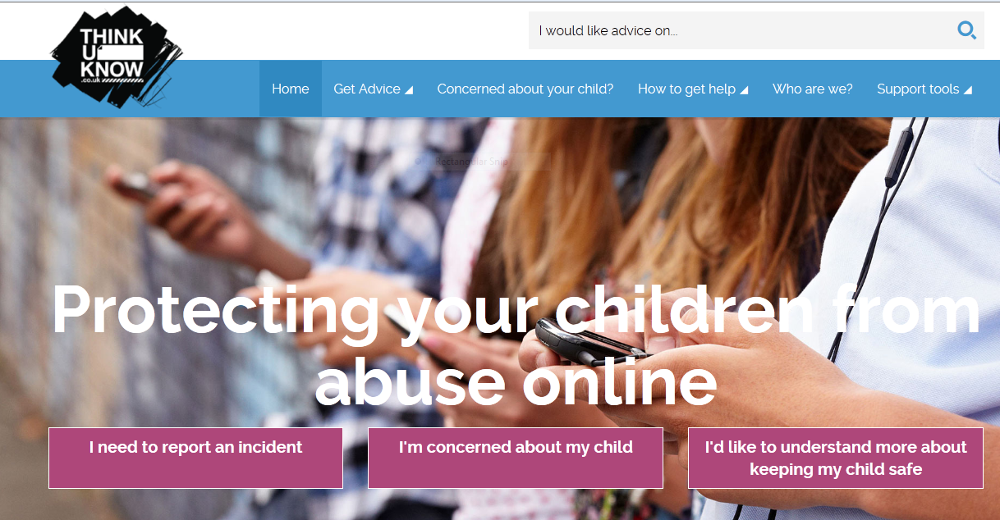 THINK
U
KNOW
.co.uk
I would like advice on...
Home
Get Advice
Concerned about your child?
How to get help
Who are we?
Support tools
Rectangular Snip
Protecting your children from
abuse online
I need to report an incident
I'm concerned about my child
I'd like to understand more about
keeping my child safe